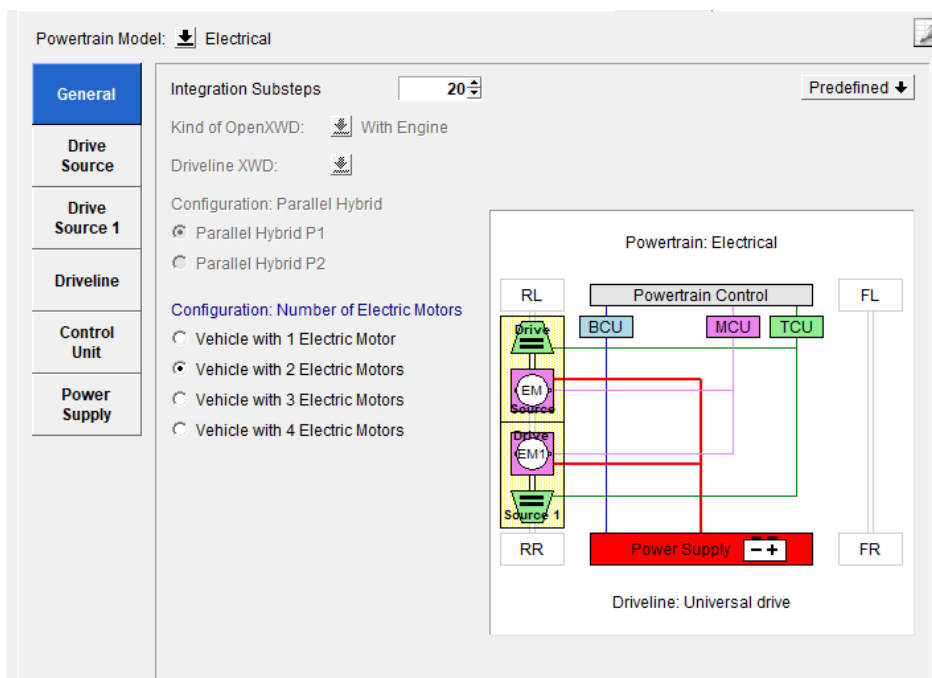 Powertrain Model: Electrical
General
Drive
Source
Drive
Source 1
Driveline
Control
Unit
Power
Supply
Integration Substeps 20
Predefined
Kind of OpenXWD: With Engine
Driveline XWD:
Configuration: Parallel Hybrid
Parallel Hybrid P1
Parallel Hybrid P2
Configuration: Number of Electric Motors
Vehicle with 1 Electric Motor
Vehicle with 2 Electric Motors
Vehicle with 3 Electric Motors
Vehicle with 4 Electric Motors
Powertrain: Electrical
RL Powertrain Control FL
BCU MCU TCU
Drive
EM
Source
Drive
EM1
Source 1
RR Power Supply - + FR
Driveline: Universal drive